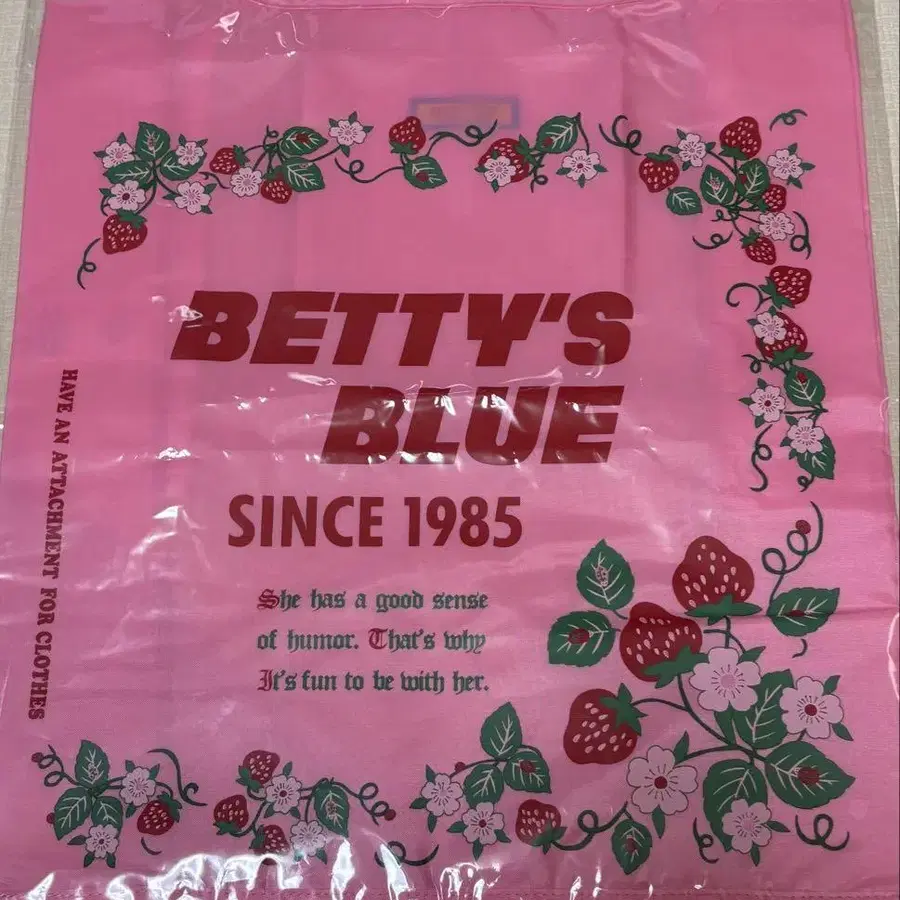 BETTY'S
BLUE
SINCE 1985
She has a good sense
of humor. That's why
It's fun to be with her.
HAVE AN ATTACHMENT FOR CLOTHES